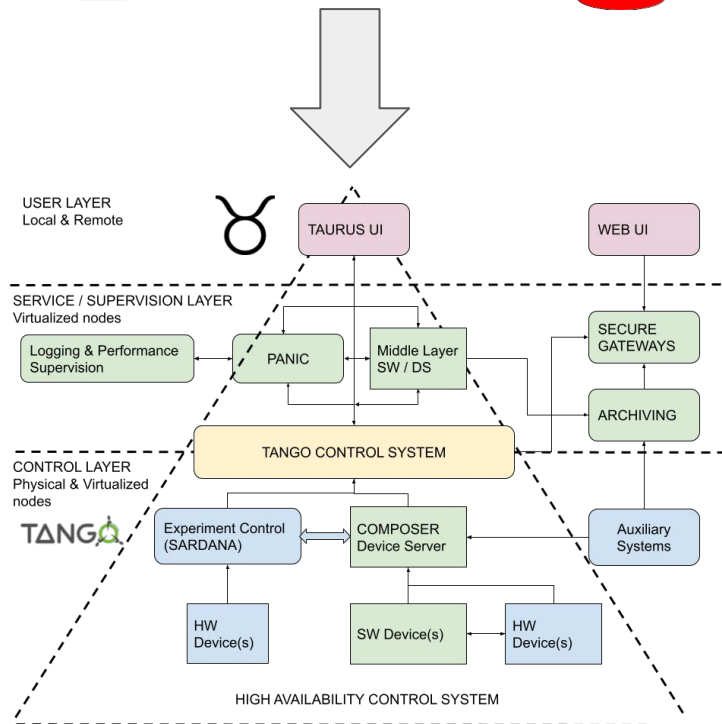 USER LAYER
Local & Remote
TAURUS UI
WEB UI
SERVICE / SUPERVISION LAYER
Virtualized nodes
Logging & Performance
Supervision
PANIC
Middle Layer
SW / DS
SECURE
GATEWAYS
ARCHIVING
TANGO CONTROL SYSTEM
CONTROL LAYER
Physical & Virtualized
nodes
TANGO
Experiment Control
(SARDANA)
COMPOSER
Device Server
Auxiliary
Systems
HW
Device(s)
SW Device(s)
HW
Device(s)
HIGH AVAILABILITY CONTROL SYSTEM